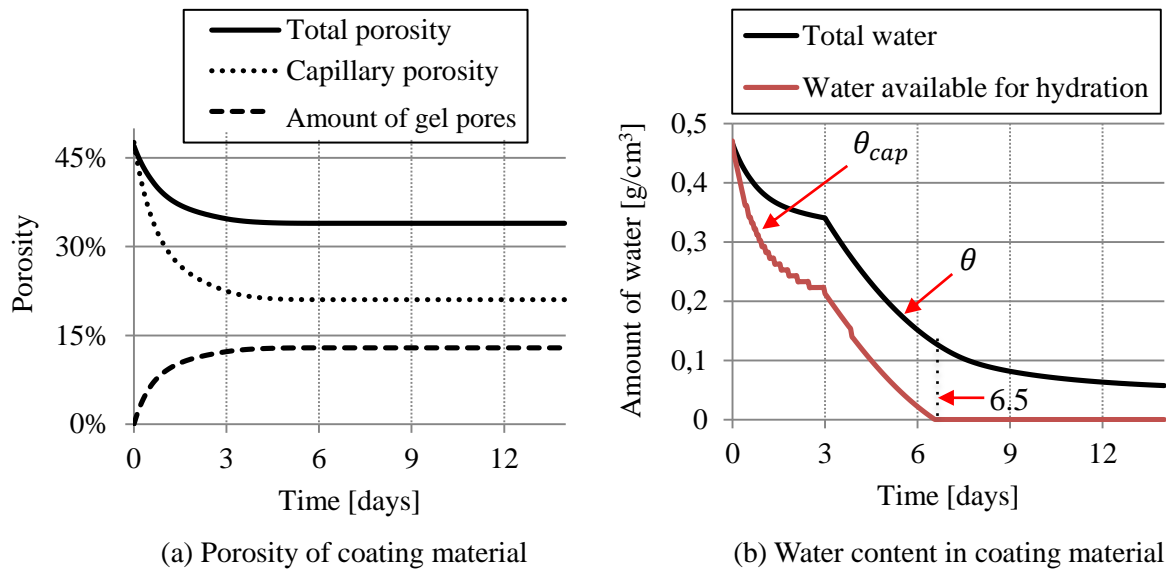 Total porosity
Capillary porosity
Amount of gel pores
45%
30%
15%
0%
Porosity
0 3 6 9 12
Time [days]
(a) Porosity of coating material
Total water
Water available for hydration
0,5
0,4
0,3
0,2
0,1
0
Amount of water [g/cm³]
θcap
θ
6.5
0 3 6 9 12
Time [days]
(b) Water content in coating material